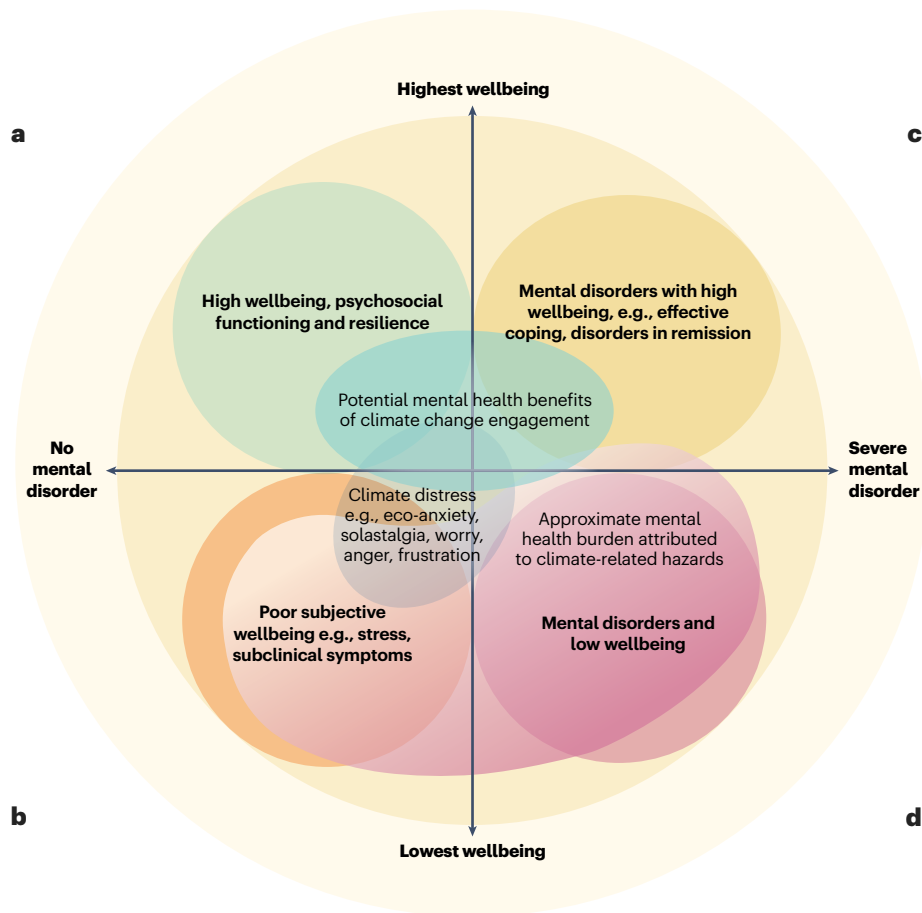 Highest wellbeing
a
c
High wellbeing, psychosocial
functioning and resilience
Mental disorders with high
wellbeing, e.g., effective
coping, disorders in remission
Potential mental health benefits
of climate change engagement
No
mental
disorder
Severe
mental
disorder
Climate distress
e.g., eco-anxiety,
solastalgia, worry,
anger, frustration
Approximate mental
health burden attributed
to climate-related hazards
Poor subjective
wellbeing e.g., stress,
subclinical symptoms
Mental disorders and
low wellbeing
b
d
Lowest wellbeing